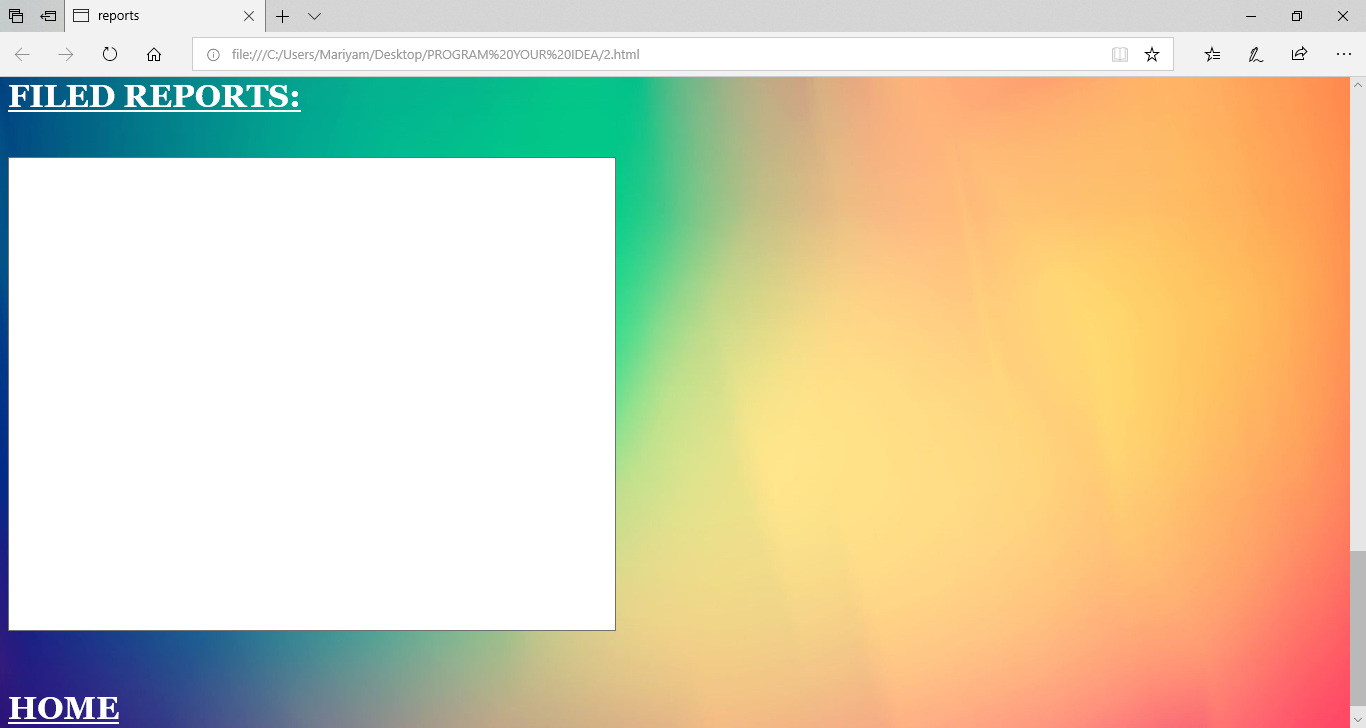 reports
file:///C:/Users/Mariyam/Desktop/PROGRAM%20YOUR%20IDEA/2.html
FILED REPORTS:
HOME